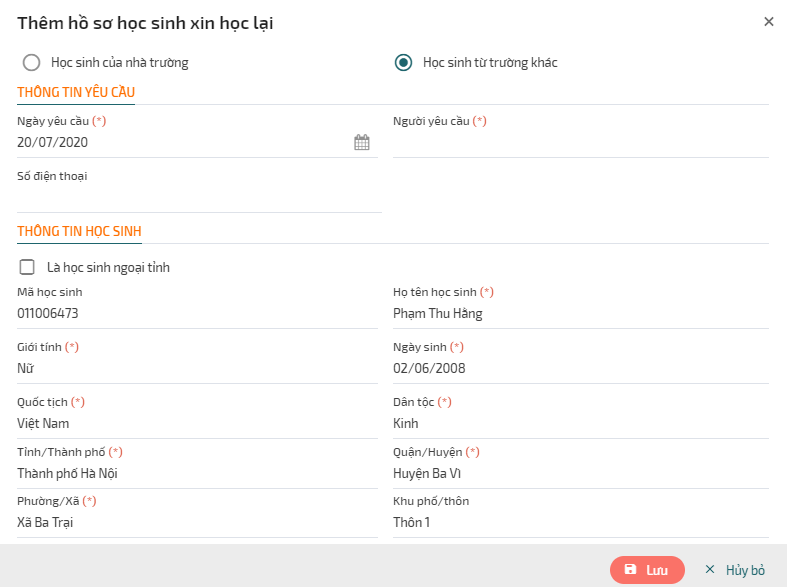 Thêm hồ sơ học sinh xin học lại
Học sinh của nhà trường
Học sinh từ trường khác
THÔNG TIN YÊU CẦU
Ngày yêu cầu (*)
Người yêu cầu (*)
20/07/2020
Số điện thoại
THÔNG TIN HỌC SINH
Là học sinh ngoại tỉnh
Mã học sinh
Họ tên học sinh (*)
011006473
Phạm Thu Hằng
Giới tính (*)
Ngày sinh (*)
Nữ
02/06/2008
Quốc tịch (*)
Dân tộc (*)
Việt Nam
Kinh
Tỉnh/Thành phố (*)
Quận/Huyện (*)
Thành phố Hà Nội
Huyện Ba Vì
Phường/Xã (*)
Khu phố/thôn
Xã Ba Trại
Thôn 1
Lưu
Hủy bỏ